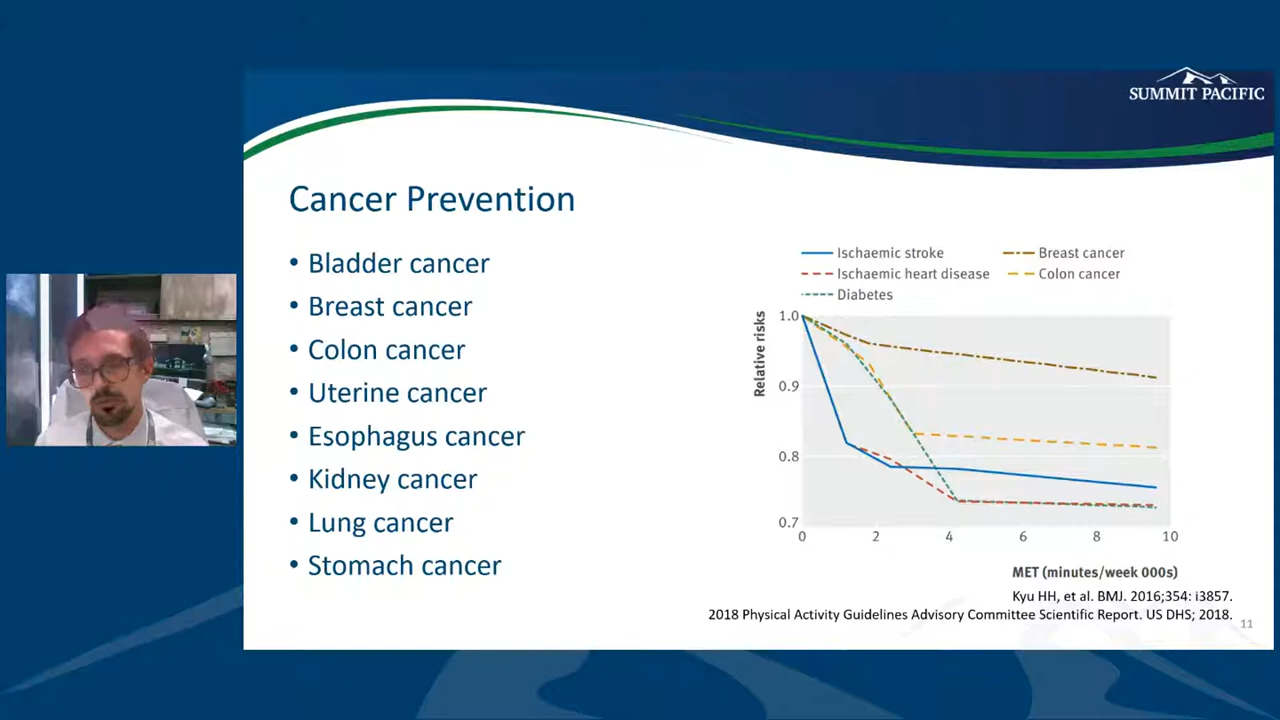 SUMMIT PACIFIC
Cancer Prevention
• Bladder cancer
• Breast cancer
• Colon cancer
• Uterine cancer
• Esophagus cancer
• Kidney cancer
• Lung cancer
• Stomach cancer
Ischaemic stroke
Breast cancer
Ischaemic heart disease
Colon cancer
Diabetes
Relative risks
1.0
0.9
0.8
0.7
0 2 4 6 8 10
MET (minutes/week 000s)
Kyu HH, et al. BMJ. 2016;354: i3857.
2018 Physical Activity Guidelines Advisory Committee Scientific Report. US DHS; 2018.
11